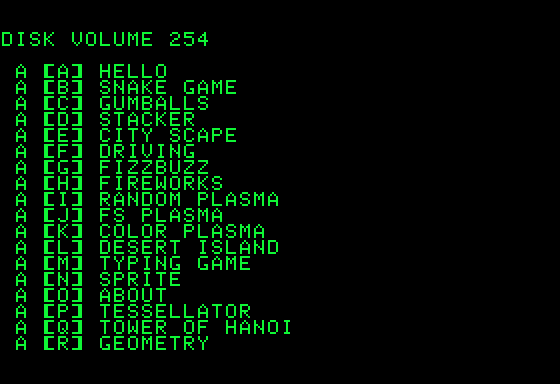 DISK VOLUME 254
A [A] HELLO
A [B] SNAKE GAME
A [C] GUMBALLS
A [D] STACKER
A [E] CITY SCAPE
A [F] DRIVING
A [G] FIZZBUZZ
A [H] FIREWORKS
A [I] RANDOM PLASMA
A [J] FS PLASMA
A [K] COLOR PLASMA
A [L] DESERT ISLAND
A [M] TYPING GAME
A [N] SPRITE
A [O] ABOUT
A [P] TESSELLATOR
A [Q] TOWER OF HANOI
A [R] GEOMETRY